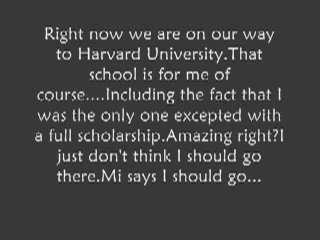 Right now we are on our way
to Harvard University.That
school is for me of
course....Including the fact that I
was the only one excepted with
a full scholarship.Amazing right?I
just don't think I should go
there.Mi says I should go...